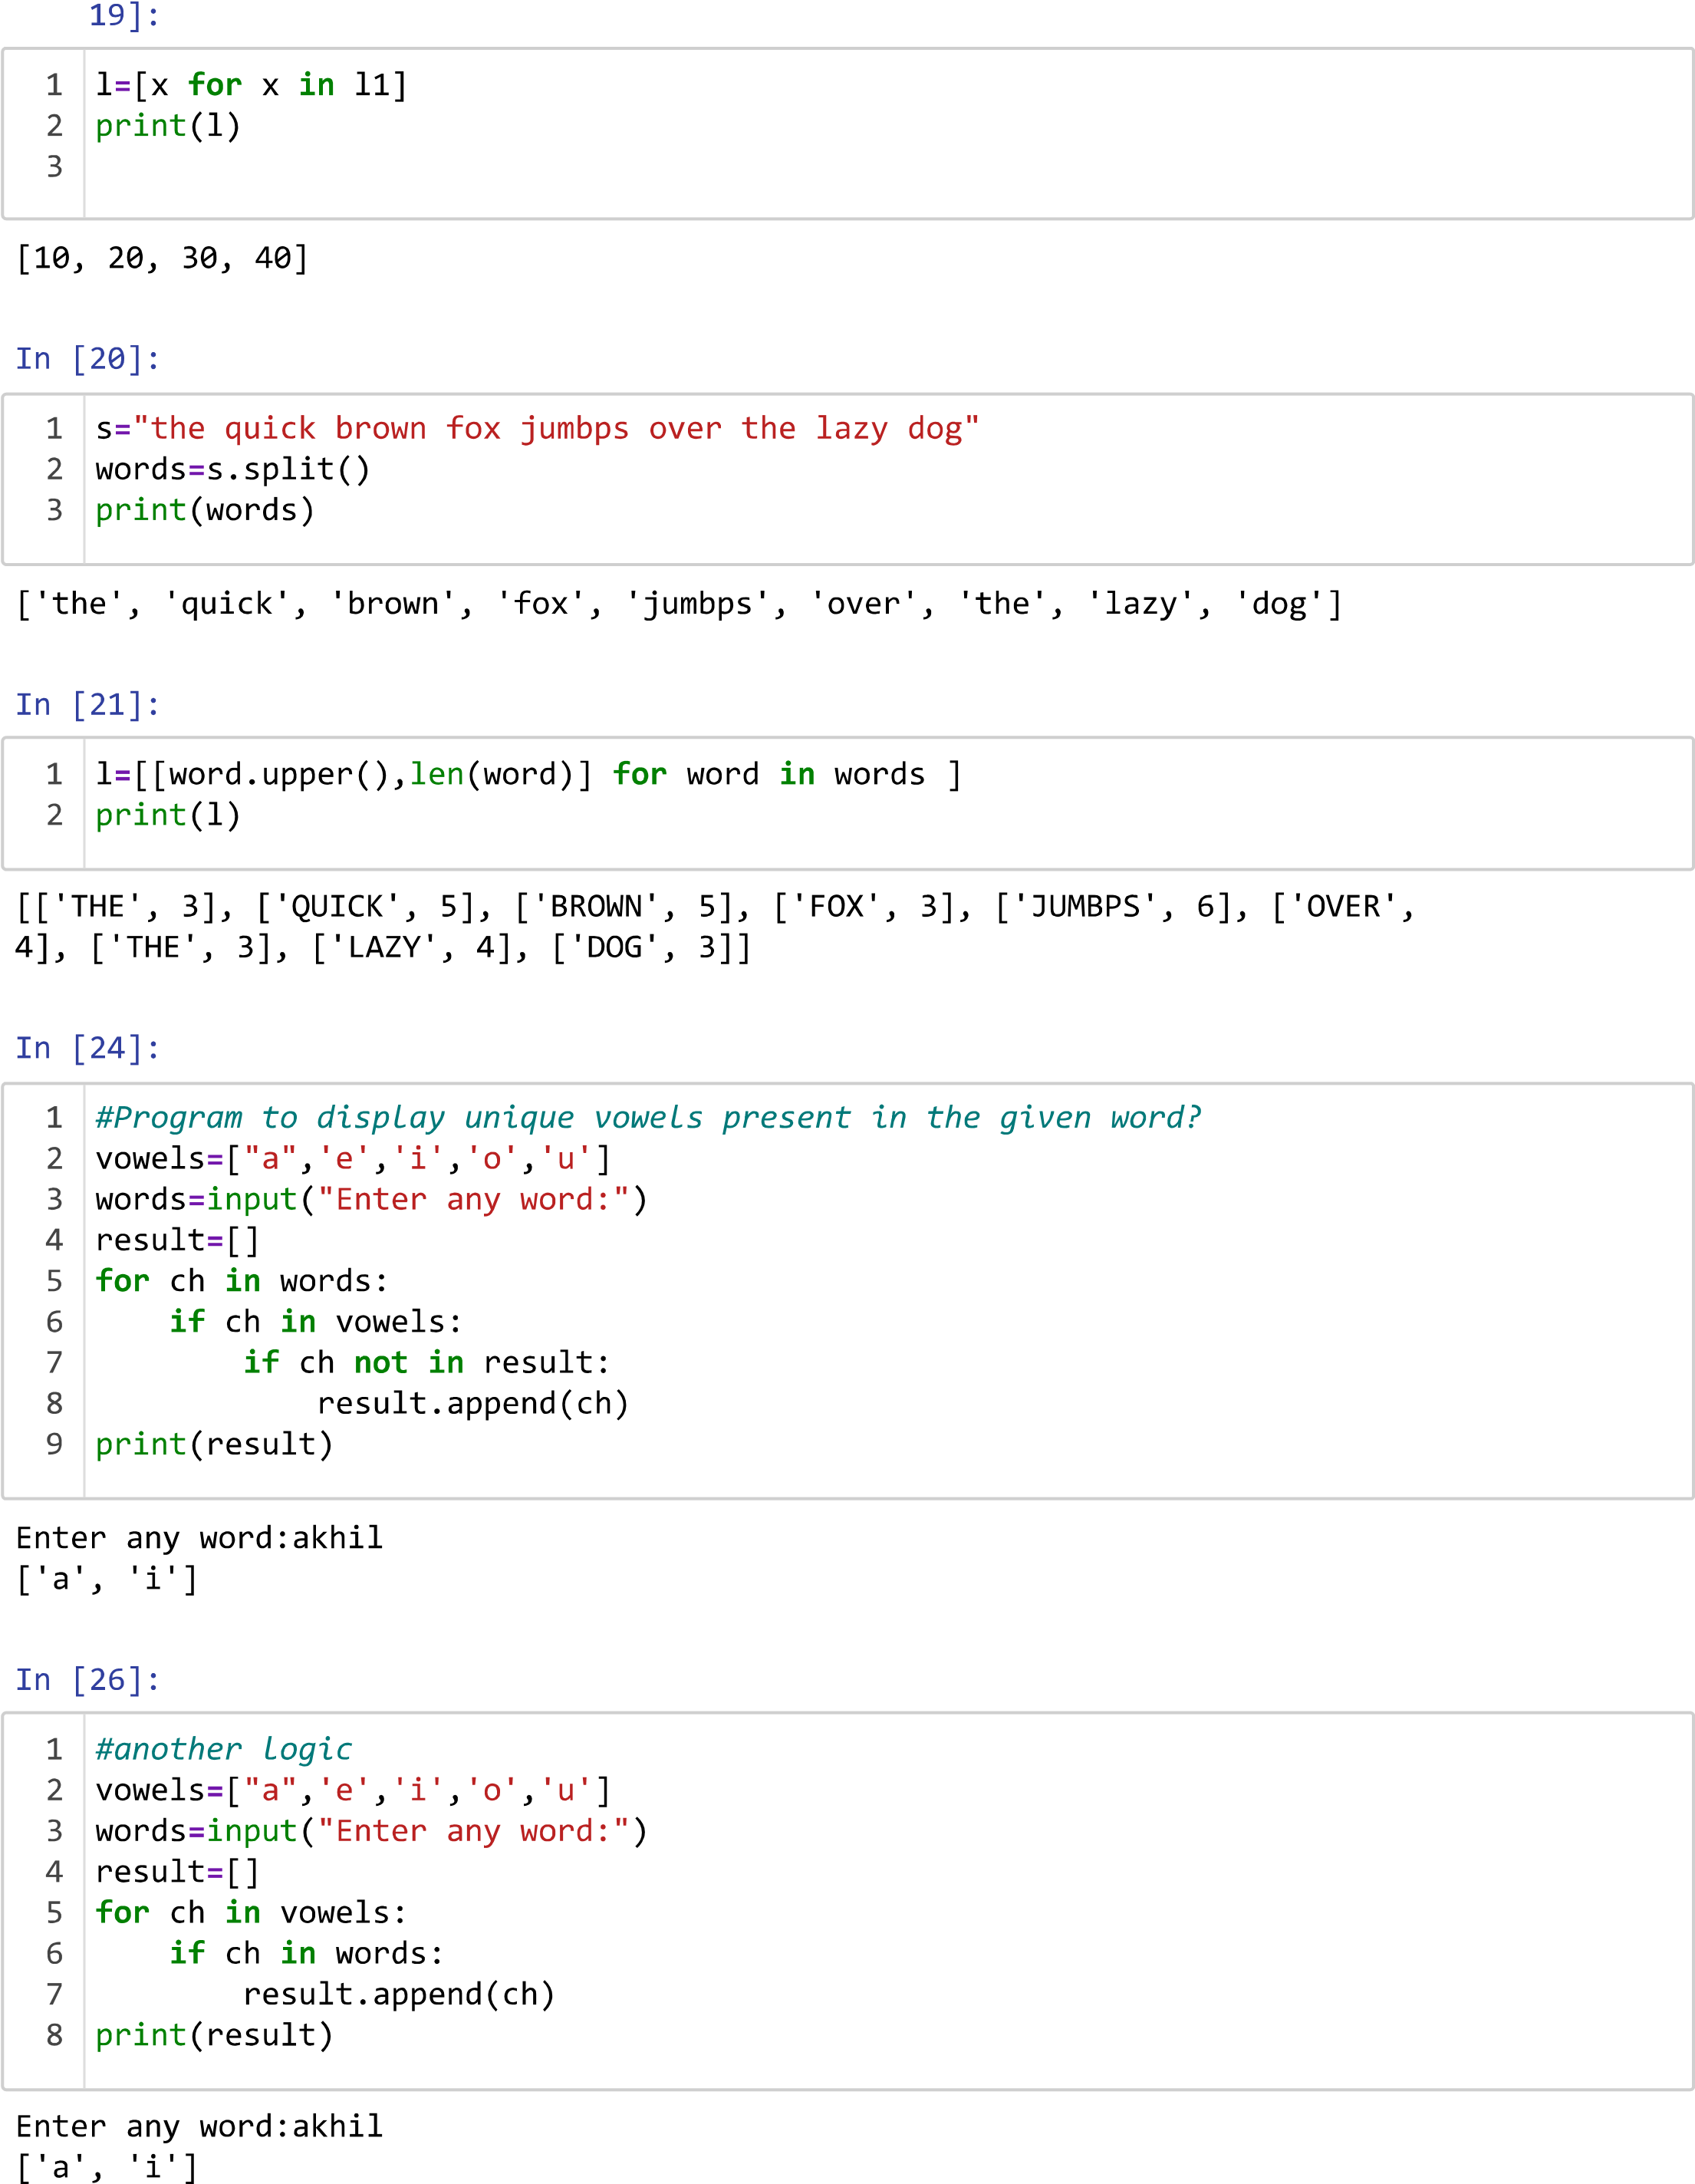 19]:
1 l=[x for x in l1]
2 print(l)
3
[10, 20, 30, 40]
In [20]:
1 s="the quick brown fox jumbps over the lazy dog"
2 words=s.split()
3 print(words)
['the', 'quick', 'brown', 'fox', 'jumbps', 'over', 'the', 'lazy', 'dog']
In [21]:
1 l=[[word.upper(),len(word)] for word in words ]
2 print(l)
[['THE', 3], ['QUICK', 5], ['BROWN', 5], ['FOX', 3], ['JUMBPS', 6], ['OVER',
4], ['THE', 3], ['LAZY', 4], ['DOG', 3]]
In [24]:
1 #Program to display unique vowels present in the given word?
2 vowels=["a",'e','i','o','u']
3 words=input("Enter any word:")
4 result=[]
5 for ch in words:
6     if ch in vowels:
7         if ch not in result:
8             result.append(ch)
9 print(result)
Enter any word:akhil
['a', 'i']
In [26]:
1 #another logic
2 vowels=["a",'e','i','o','u']
3 words=input("Enter any word:")
4 result=[]
5 for ch in vowels:
6     if ch in words:
7         result.append(ch)
8 print(result)
Enter any word:akhil
['a', 'i']